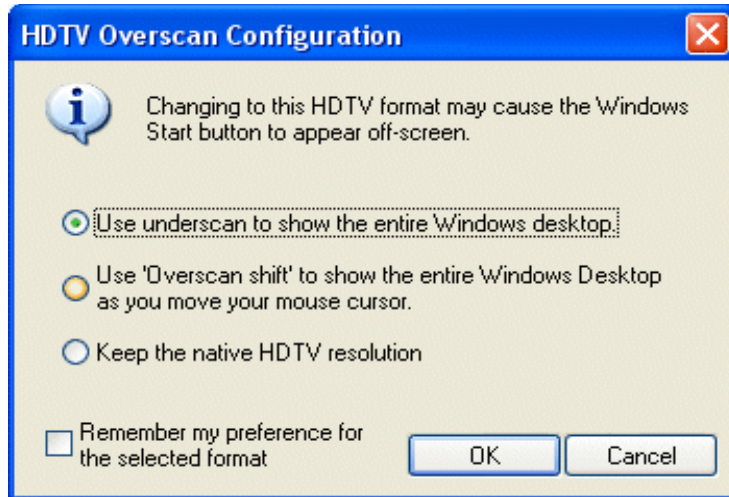 HDTV Overscan Configuration
Changing to this HDTV format may cause the Windows
Start button to appear off-screen.
Use underscan to show the entire Windows desktop.
Use 'Overscan shift' to show the entire Windows Desktop
as you move your mouse cursor.
Keep the native HDTV resolution
Remember my preference for
the selected format
OK
Cancel